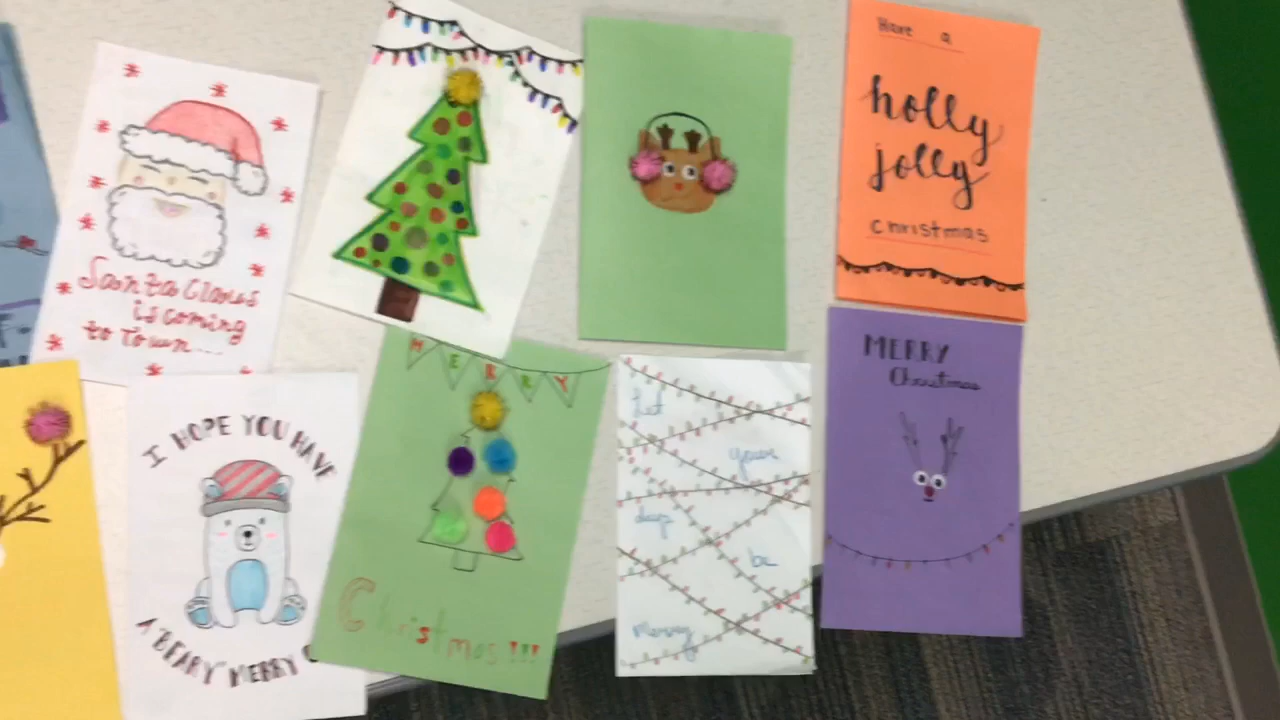 Santa Claus
is coming
to Town...
Have a
holly
jolly
christmas
I HOPE YOU HAVE
A "BEARY" MERRY
MERRY
Christmas!!!
Let
your
day
be
merry
MERRY
Christmas